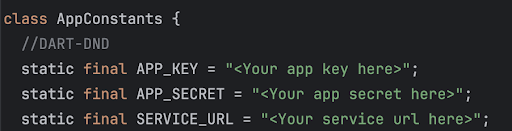 class AppConstants {
//DART-DND
static final APP_KEY = "<Your app key here>";
static final APP_SECRET = "<Your app secret here>";
static final SERVICE_URL = "<Your service url here>";